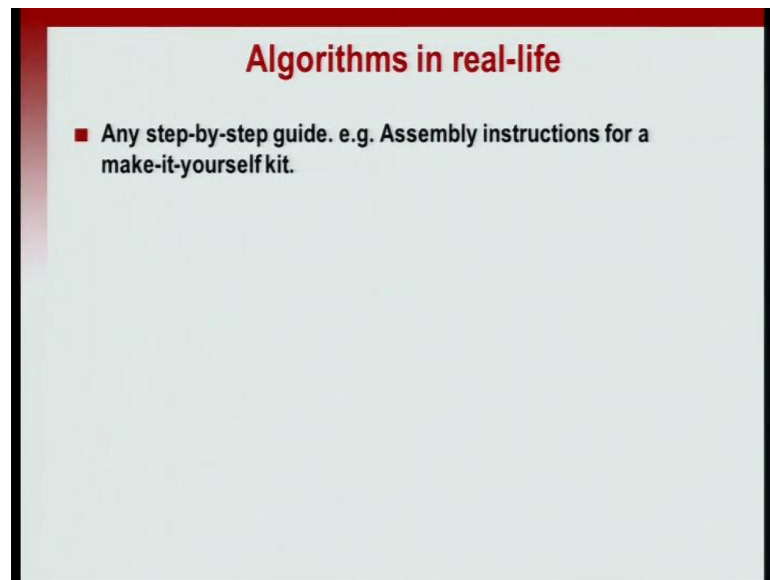 Algorithms in real-life
■ Any step-by-step guide. e.g. Assembly instructions for a
make-it-yourself kit.